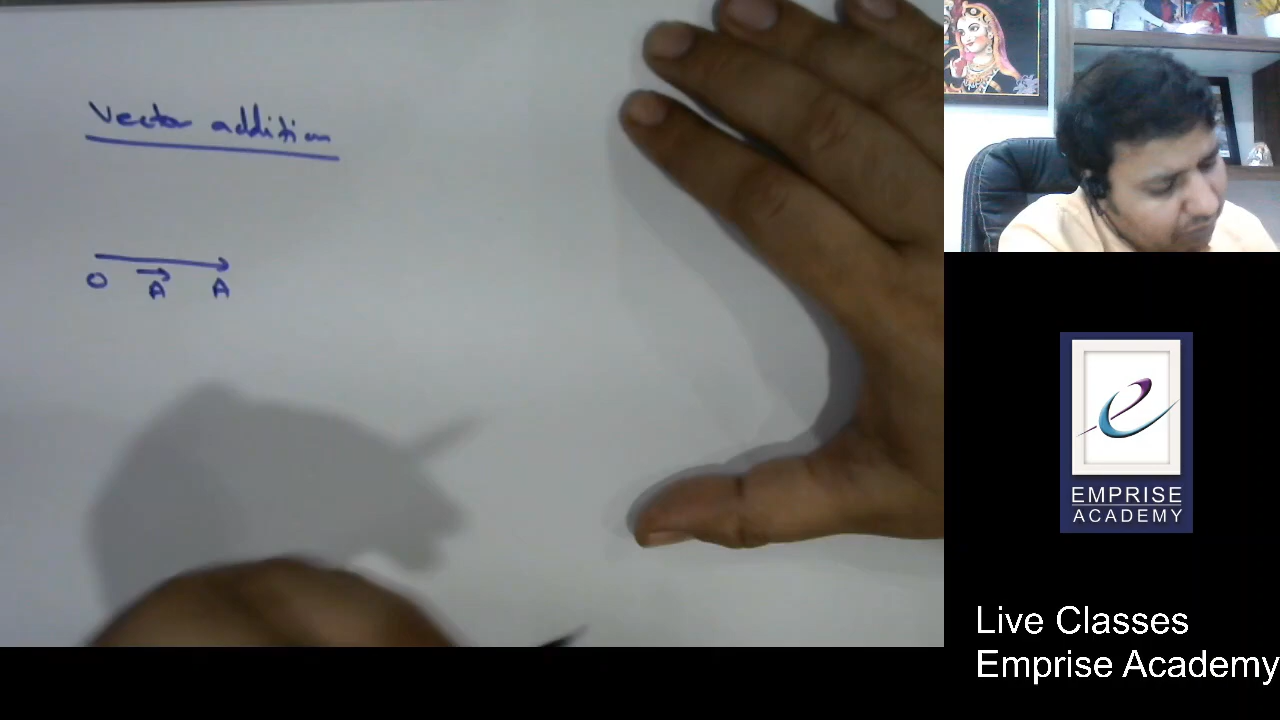 Vector addition
O A⃗ A
e
EMPRISE
ACADEMY
Live Classes
Emprise Academy